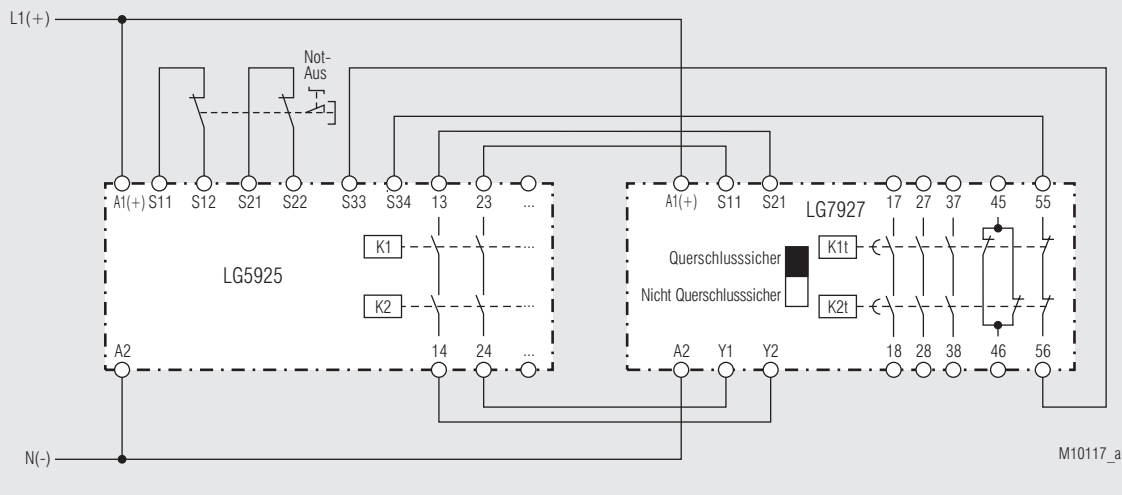 L1(+)
Not-
Aus
A1(+) S11 S12 S21 S22 S33 S34 13 23 ...
A1(+) S11 S21 17 27 37 45 55
LG7927
K1 ...
Querschlusssicher
K1t
LG5925
Nicht Querschlusssicher
K2 ...
K2t
A2 14 24 ...
A2 Y1 Y2 18 28 38 46 56
N(-)
M10117_a